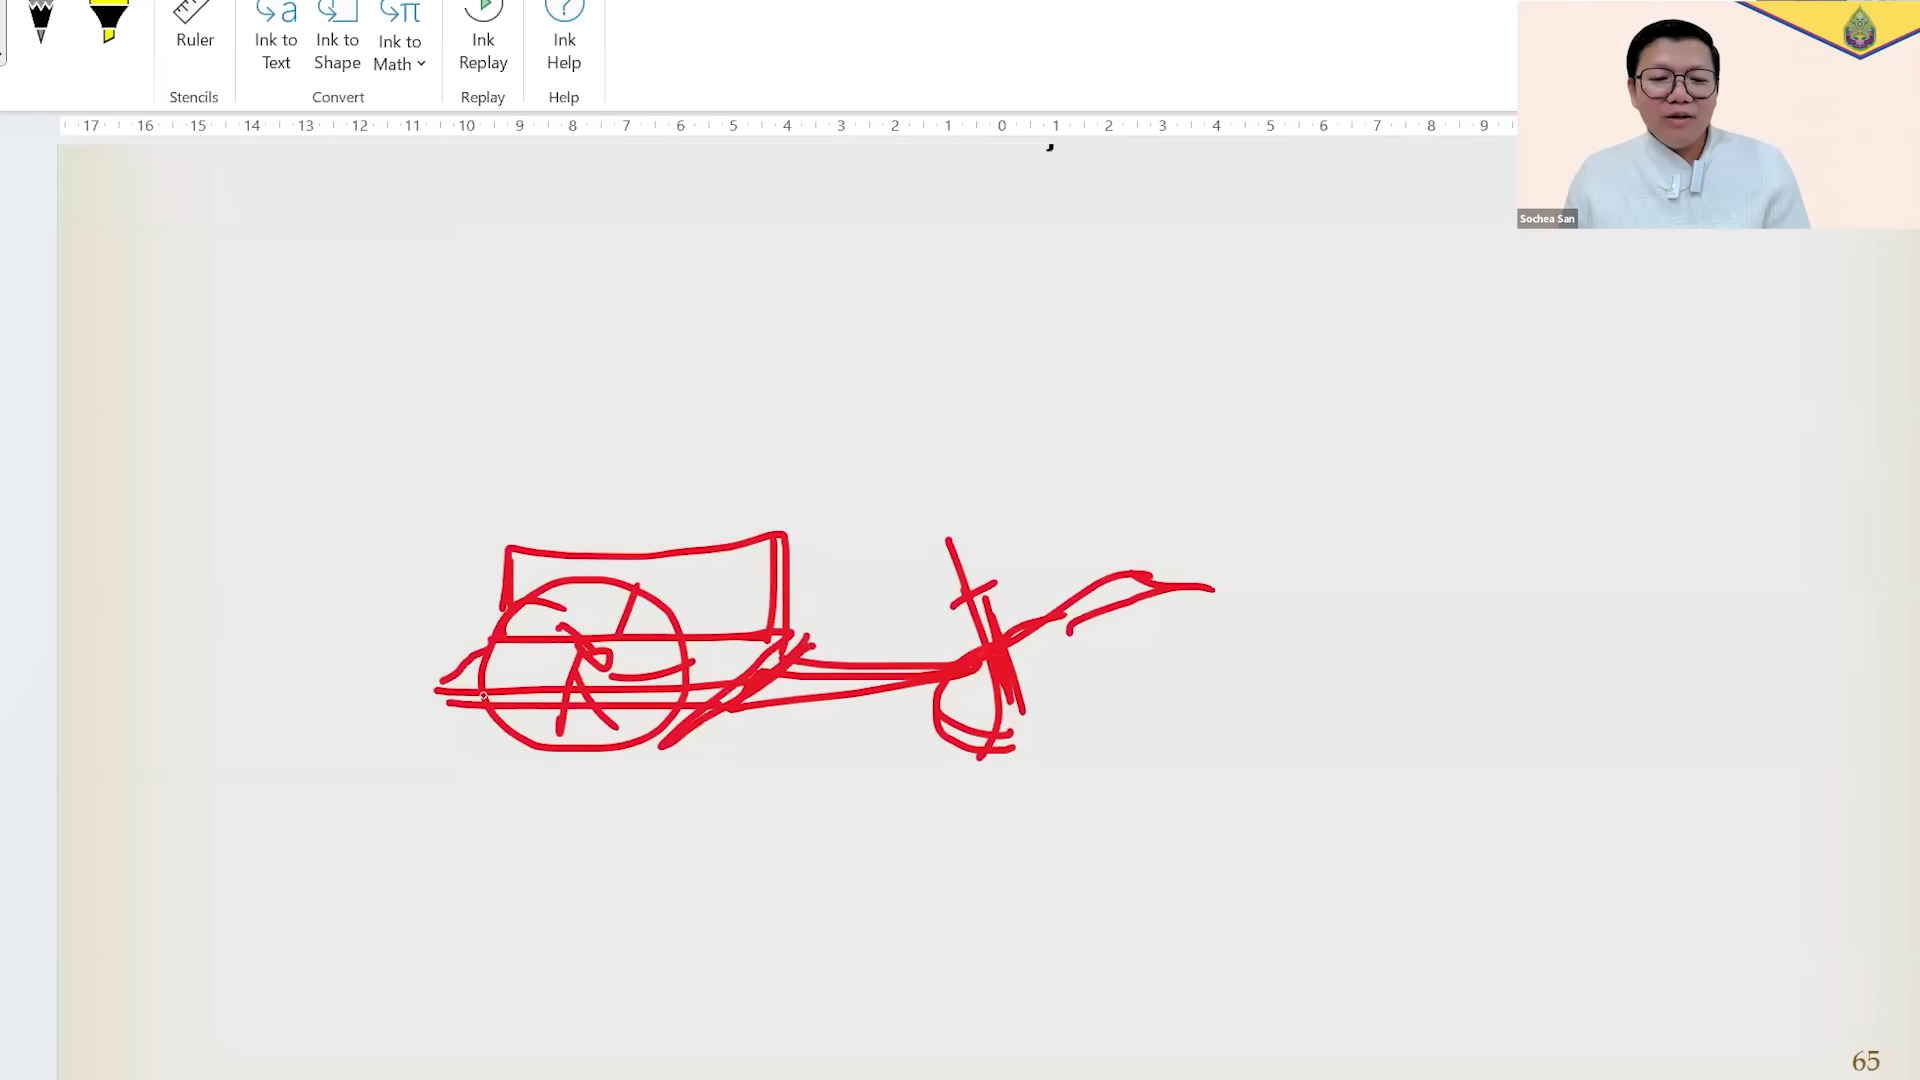 Ruler
Ink to Text
Ink to Shape
Ink to Math
Ink Replay
Ink Help
Stencils
Convert
Replay
Help
17 16 15 14 13 12 11 10 9 8 7 6 5 4 3 2 1 0 1 2 3 4 5 6 7 8 9
Sochea San
65